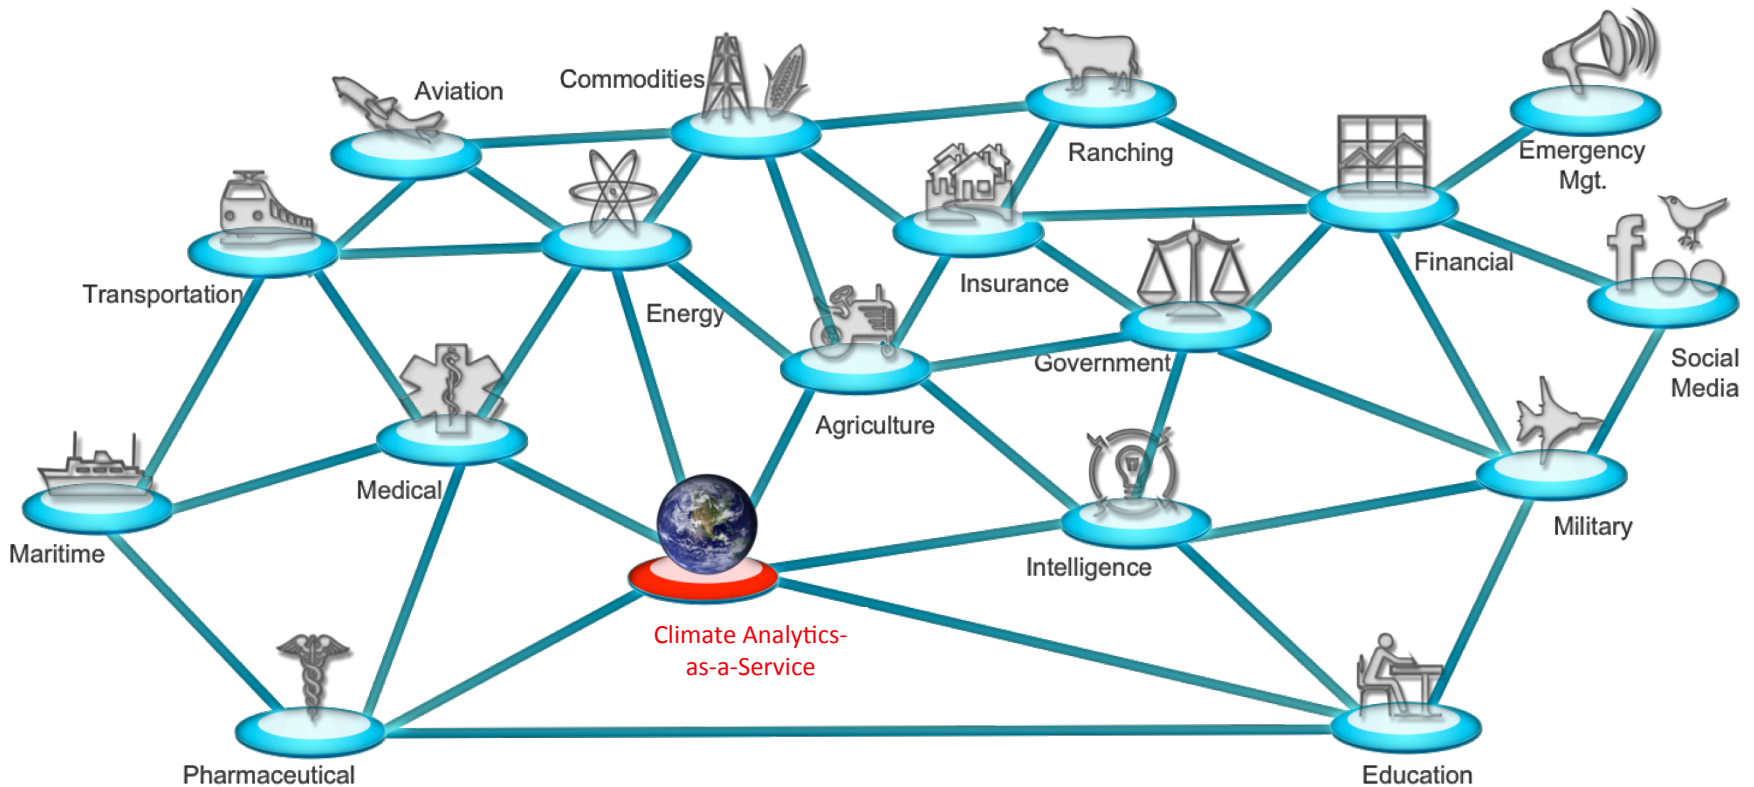 Aviation
Commodities
Ranching
Emergency
Mgt.
Transportation
Energy
Insurance
Financial
Government
Social
Media
Agriculture
Medical
Maritime
Intelligence
Military
Climate Analytics-
as-a-Service
Pharmaceutical
Education